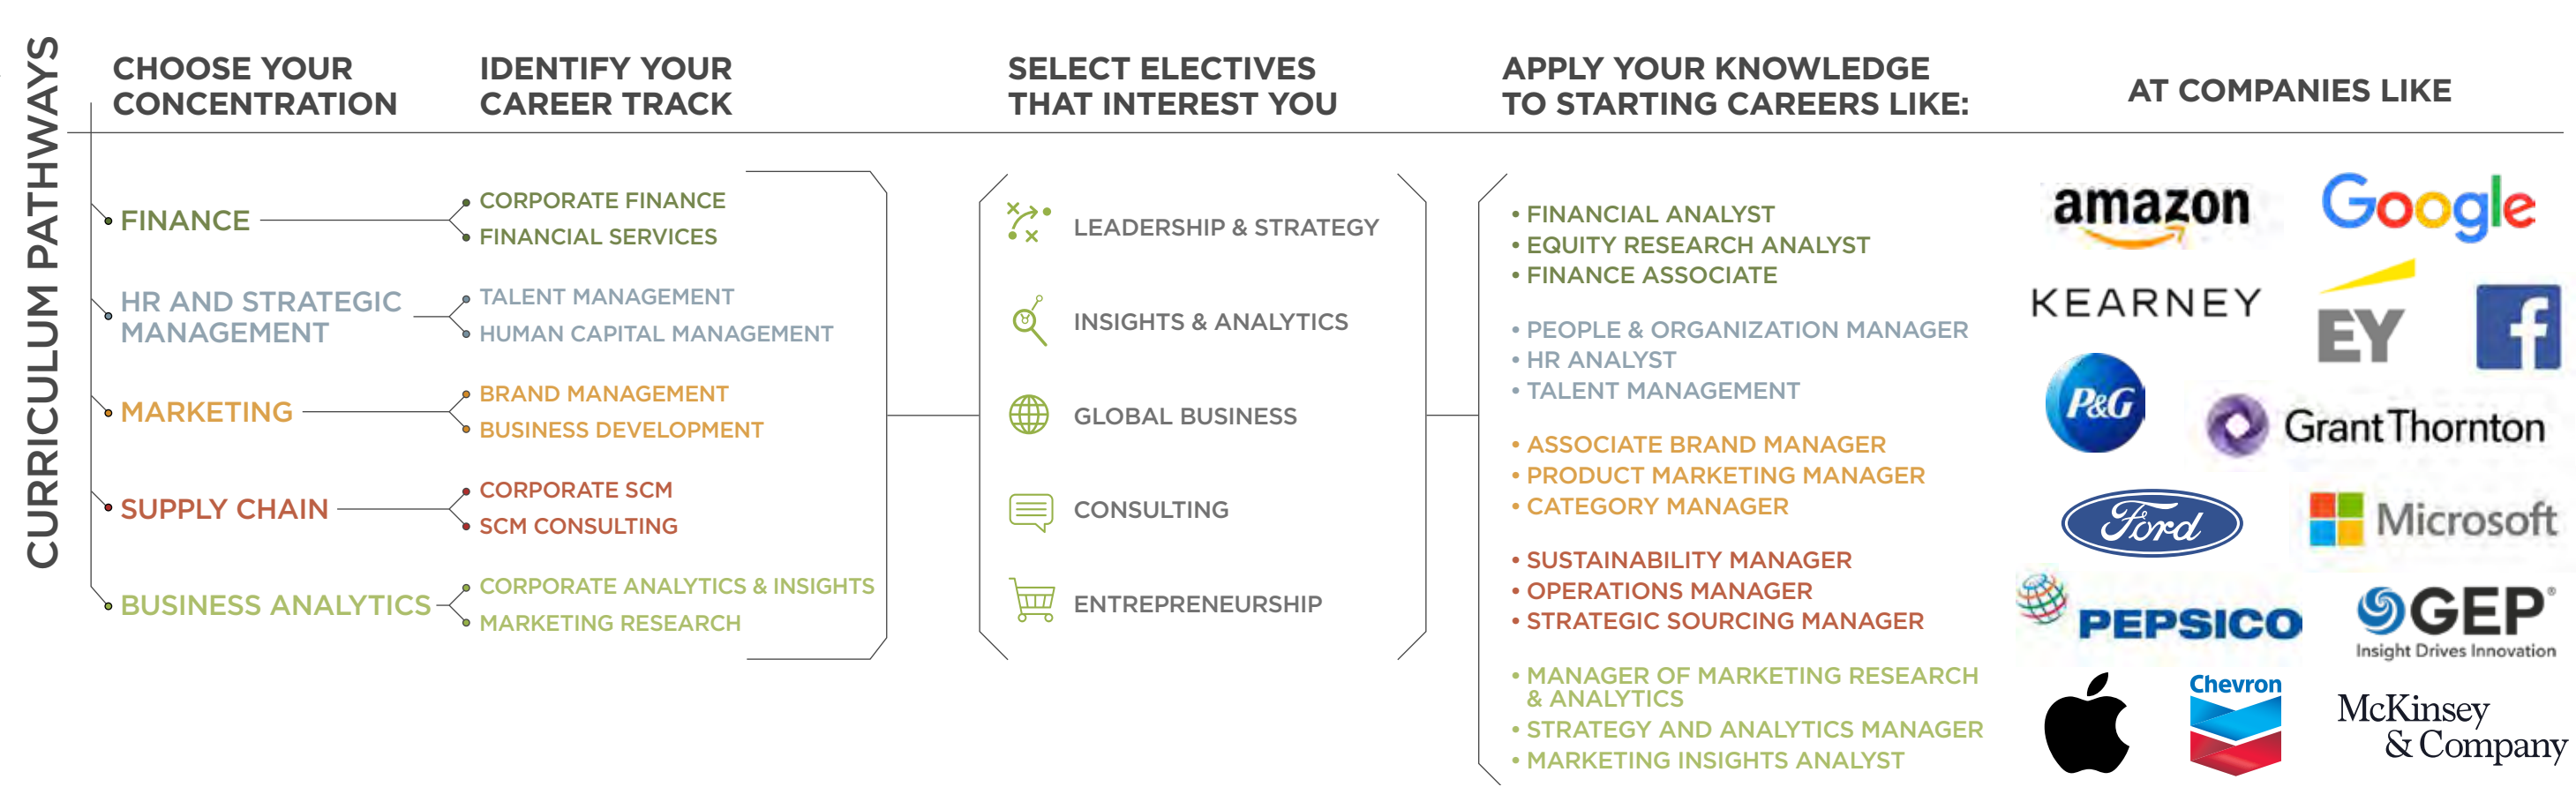 CURRICULUM PATHWAYS
CHOOSE YOUR
CONCENTRATION
FINANCE
HR AND STRATEGIC
MANAGEMENT
MARKETING
SUPPLY CHAIN
BUSINESS ANALYTICS
IDENTIFY YOUR
CAREER TRACK
CORPORATE FINANCE
FINANCIAL SERVICES
TALENT MANAGEMENT
HUMAN CAPITAL MANAGEMENT
BRAND MANAGEMENT
BUSINESS DEVELOPMENT
CORPORATE SCM
SCM CONSULTING
CORPORATE ANALYTICS & INSIGHTS
MARKETING RESEARCH
SELECT ELECTIVES
THAT INTEREST YOU
LEADERSHIP & STRATEGY
INSIGHTS & ANALYTICS
GLOBAL BUSINESS
CONSULTING
ENTREPRENEURSHIP
APPLY YOUR KNOWLEDGE
TO STARTING CAREERS LIKE:
• FINANCIAL ANALYST
• EQUITY RESEARCH ANALYST
• FINANCE ASSOCIATE
• PEOPLE & ORGANIZATION MANAGER
• HR ANALYST
• TALENT MANAGEMENT
• ASSOCIATE BRAND MANAGER
• PRODUCT MARKETING MANAGER
• CATEGORY MANAGER
• SUSTAINABILITY MANAGER
• OPERATIONS MANAGER
• STRATEGIC SOURCING MANAGER
• MANAGER OF MARKETING RESEARCH
& ANALYTICS
• STRATEGY AND ANALYTICS MANAGER
• MARKETING INSIGHTS ANALYST
AT COMPANIES LIKE
amazon
Google
KEARNEY
EY
f
P&G
Grant Thornton
Ford
Microsoft
PEPSICO
GEP®
Insight Drives Innovation
Chevron
McKinsey
& Company